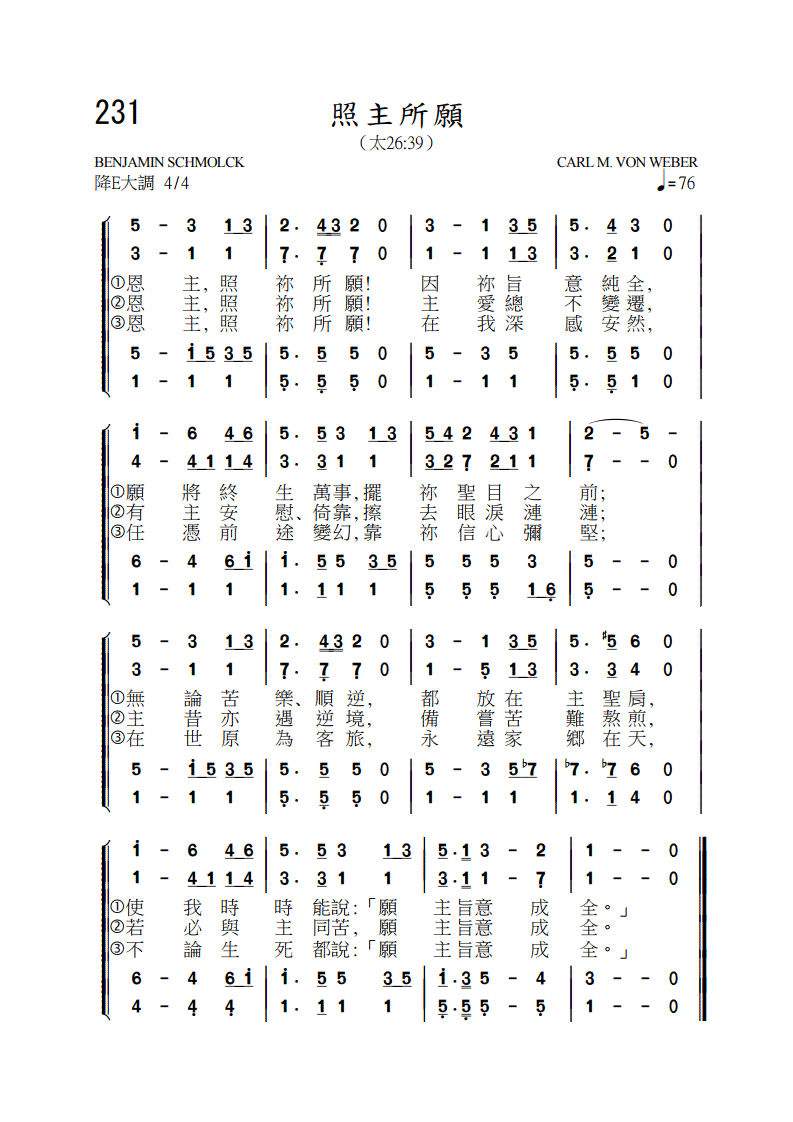 231
照主所願
（太26:39）
BENJAMIN SCHMOLCK CARL M. VON WEBER
降E大調 4/4 ♩=76
5 - 3 1 3 | 2. 4 3 2 0 | 3 - 1 3 5 | 5. 4 3 0
3 - 1 1 | 7. 7 7 0 | 1 - 1 1 3 | 3. 2 1 0
①恩 主, 照 祢 所 願! 因 祢 旨 意 純 全,
②恩 主, 照 祢 所 願! 主 愛 總 不 變 遷,
③恩 主, 照 祢 所 願! 在 我 深 感 安 然,
5 - i 5 3 5 | 5. 5 5 0 | 5 - 3 5 | 5. 5 5 0
1 - 1 1 | 5. 5 5 0 | 1 - 1 1 | 5. 5 1 0
i - 6 4 6 | 5. 5 3 1 3 | 5 4 2 4 3 1 | 2 - 5 -
4 - 4 1 1 4 | 3. 3 1 1 | 3 2 7 2 1 1 | 7 - - 0
①願 將 終 生 萬 事, 擺 祢 聖 目 之 前;
②有 主 安 慰、倚 靠, 擦 去 眼 淚 漣 漣;
③任 憑 前 途 變 幻, 靠 祢 信 心 彌 堅;
6 - 4 6 i | i. 5 5 3 5 | 5 5 5 3 | 5 - - 0
1 - 1 1 | 1. 1 1 1 | 5 5 5 1 6 | 5 - - 0
5 - 3 1 3 | 2. 4 3 2 0 | 3 - 1 3 5 | 5. ♯5 6 0
3 - 1 1 | 7. 7 7 0 | 1 - 5 1 3 | 3. 3 4 0
①無 論 苦 樂、順 逆, 都 放 在 主 聖 肩,
②主 昔 亦 遇 逆 境, 備 嘗 苦 難 熬 煎,
③在 世 原 為 客 旅, 永 遠 家 鄉 在 天,
5 - i 5 3 5 | 5. 5 5 0 | 5 - 3 5 ♭7 | ♭7. ♭7 6 0
1 - 1 1 | 5. 5 5 0 | 1 - 1 1 | 1. 1 4 0
i - 6 4 6 | 5. 5 3 1 3 | 5. 1 3 - 2 | 1 - - 0
1 - 4 1 1 4 | 3. 3 1 1 | 3. 1 1 - 7 | 1 - - 0
①使 我 時 時 能 說:「願 主 旨 意 成 全。」
②若 必 與 主 同 苦, 願 主 旨 意 成 全。
③不 論 生 死 都 說:「願 主 旨 意 成 全。」
6 - 4 6 i | i. 5 5 3 5 | i. 3 5 - 4 | 3 - - 0
4 - 4 4 | 1. 1 1 1 | 5. 5 5 - 5 | 1 - - 0